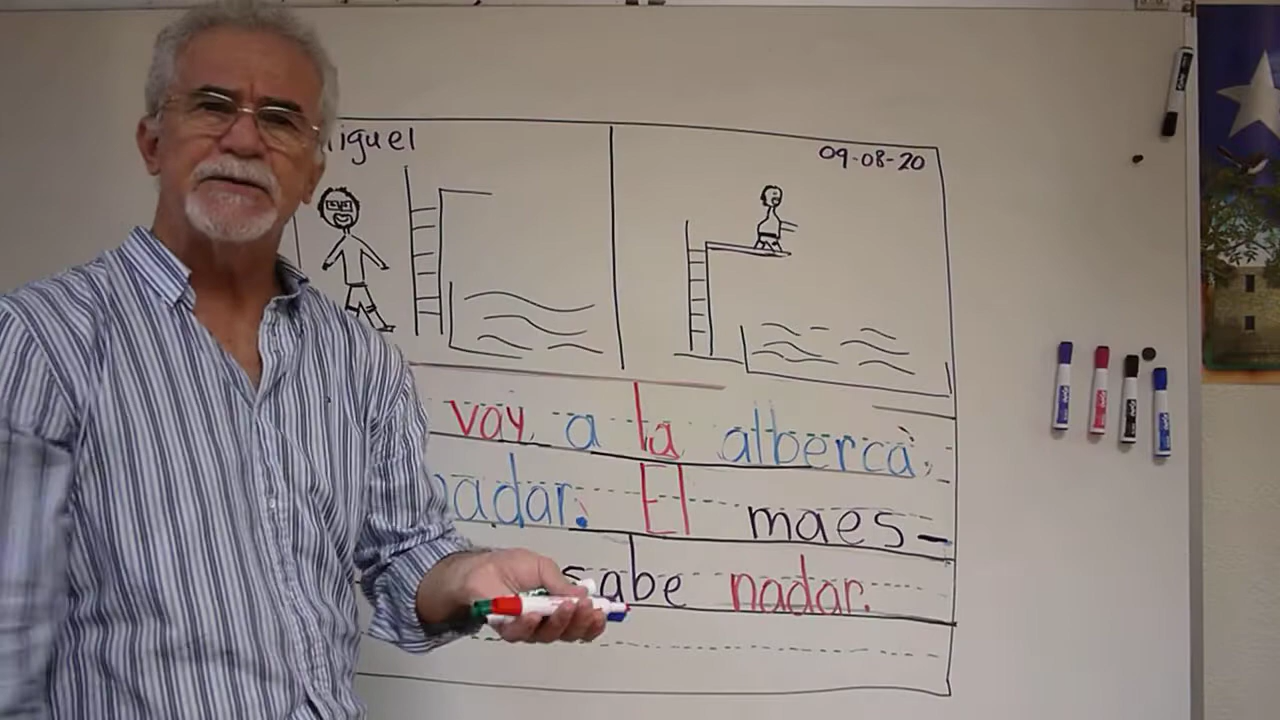 iguel
09-08-20
voy a la alberca,
nadar. El maes-
sabe nadar.